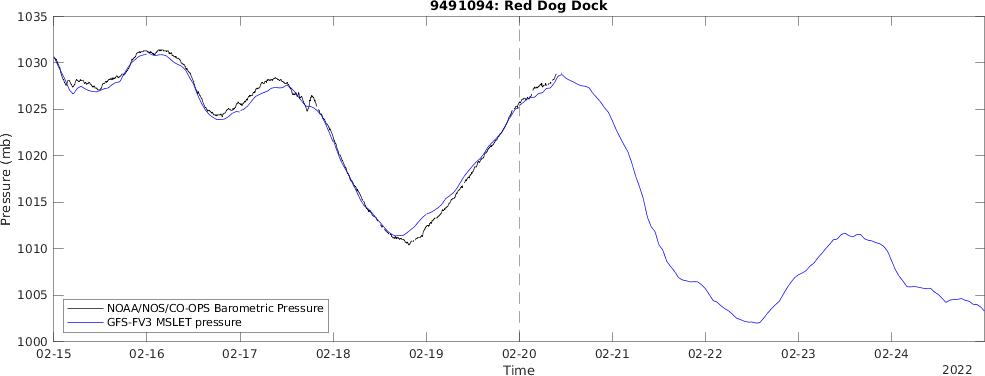 9491094: Red Dog Dock
1035
1030
1025
1020
1015
1010
1005
1000
Pressure (mb)
NOAA/NOS/CO-OPS Barometric Pressure
GFS-FV3 MSLET pressure
02-15 02-16 02-17 02-18 02-19 02-20 02-21 02-22 02-23 02-24
Time
2022